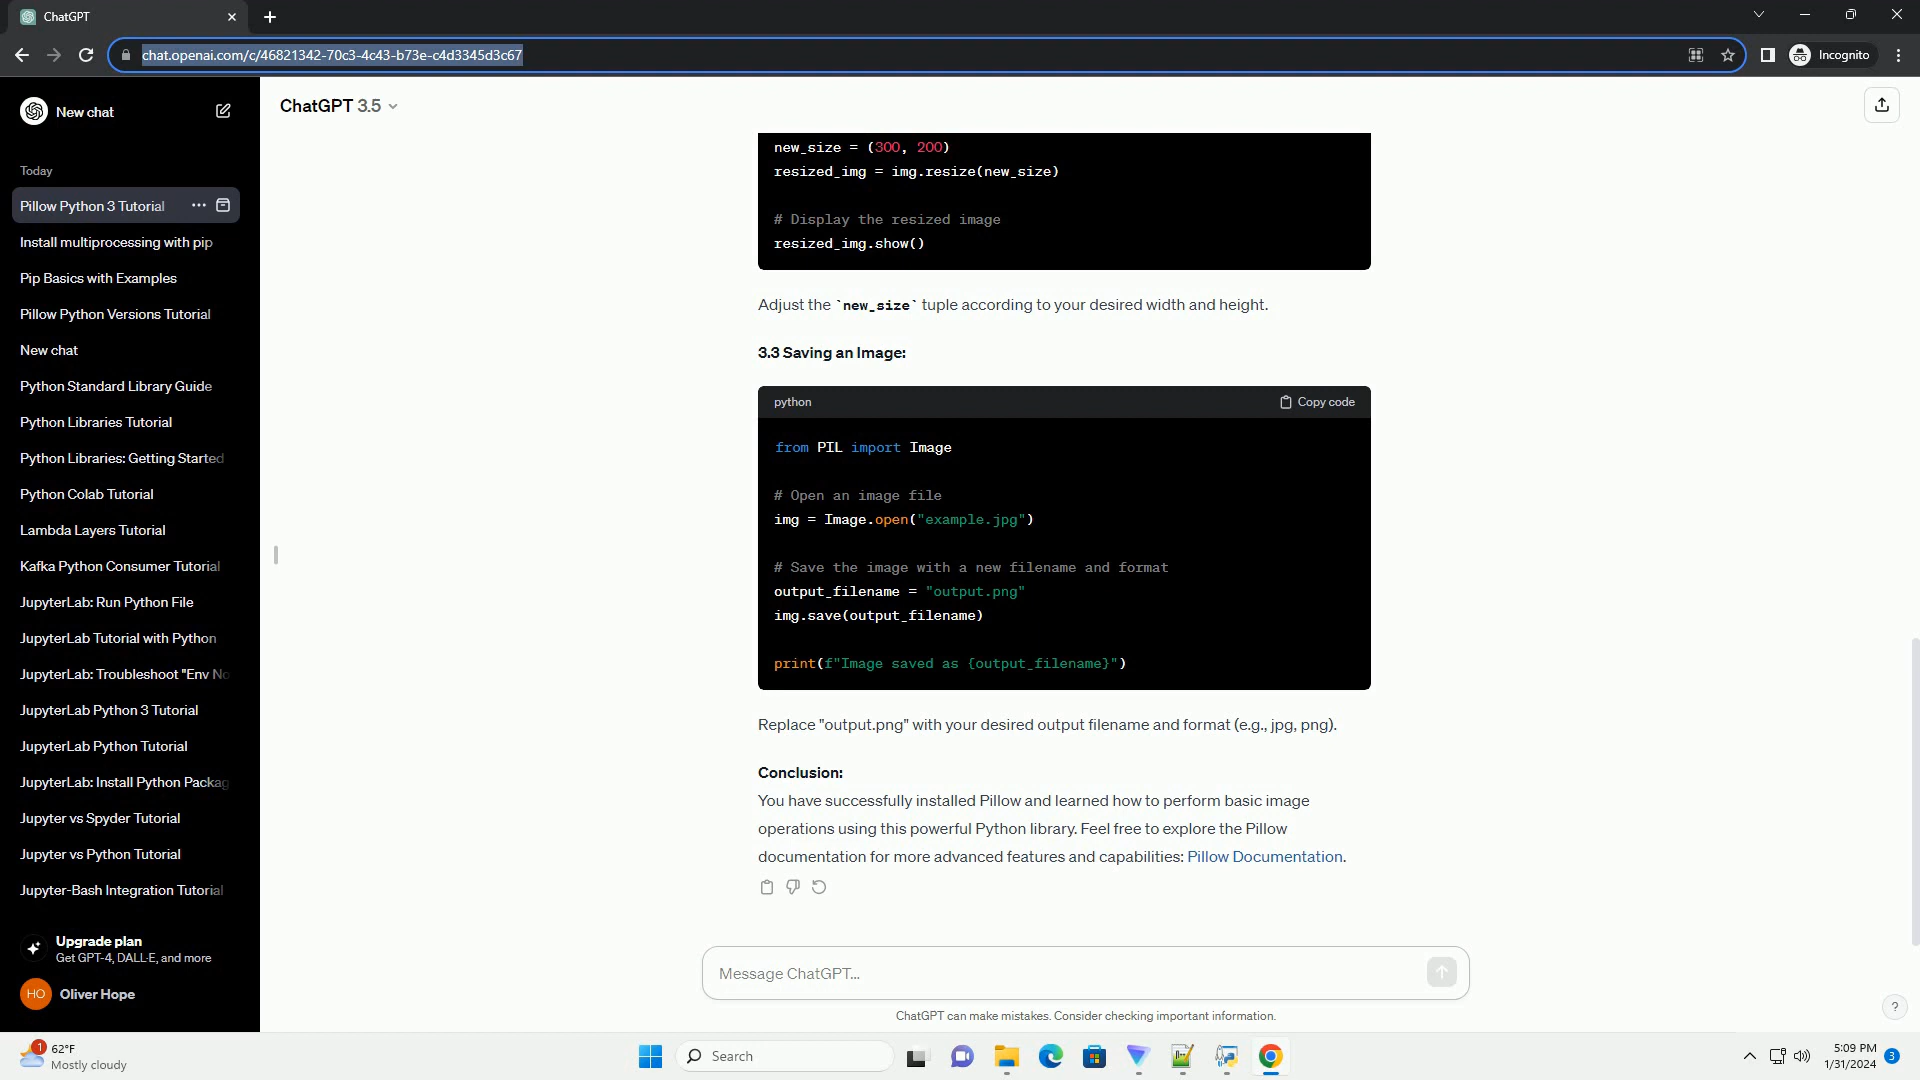 ChatGPT
chat.openai.com/c/46821342-70c3-4c43-b73e-c4d3345d3c67
Incognito
New chat
Today
Pillow Python 3 Tutorial
Install multiprocessing with pip
Pip Basics with Examples
Pillow Python Versions Tutorial
New chat
Python Standard Library Guide
Python Libraries Tutorial
Python Libraries: Getting Started
Python Colab Tutorial
Lambda Layers Tutorial
Kafka Python Consumer Tutorial
JupyterLab: Run Python File
JupyterLab Tutorial with Python
JupyterLab: Troubleshoot "Env No
JupyterLab Python 3 Tutorial
JupyterLab Python Tutorial
JupyterLab: Install Python Packag
Jupyter vs Spyder Tutorial
Jupyter vs Python Tutorial
Jupyter-Bash Integration Tutorial
Upgrade plan
Get GPT-4, DALL·E, and more
HO Oliver Hope
ChatGPT 3.5
new_size = (300, 200)
resized_img = img.resize(new_size)
# Display the resized image
resized_img.show()
Adjust the `new_size` tuple according to your desired width and height.
3.3 Saving an Image:
python Copy code
from PIL import Image
# Open an image file
img = Image.open("example.jpg")
# Save the image with a new filename and format
output_filename = "output.png"
img.save(output_filename)
print(f"Image saved as {output_filename}")
Replace "output.png" with your desired output filename and format (e.g., jpg, png).
Conclusion:
You have successfully installed Pillow and learned how to perform basic image
operations using this powerful Python library. Feel free to explore the Pillow
documentation for more advanced features and capabilities: Pillow Documentation.
Message ChatGPT…
ChatGPT can make mistakes. Consider checking important information.
?
1
62°F
Mostly cloudy
Search
5:09 PM
1/31/2024
3